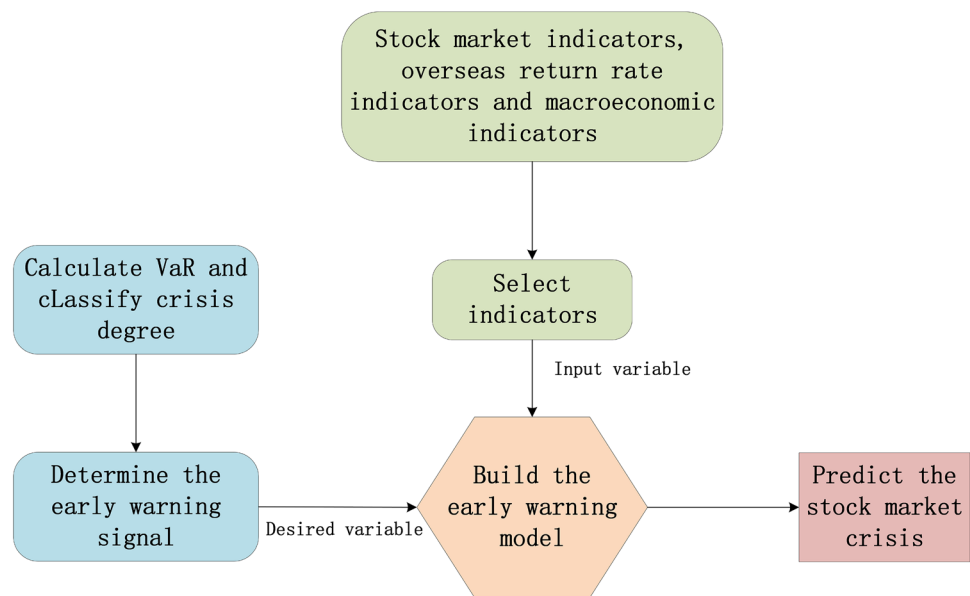 Stock market indicators,
overseas return rate
indicators and macroeconomic
indicators
Calculate VaR and
cLassify crisis
degree
Select
indicators
Input variable
Determine the
early warning
signal
Desired variable
Build the
early warning
model
Predict the
stock market
crisis